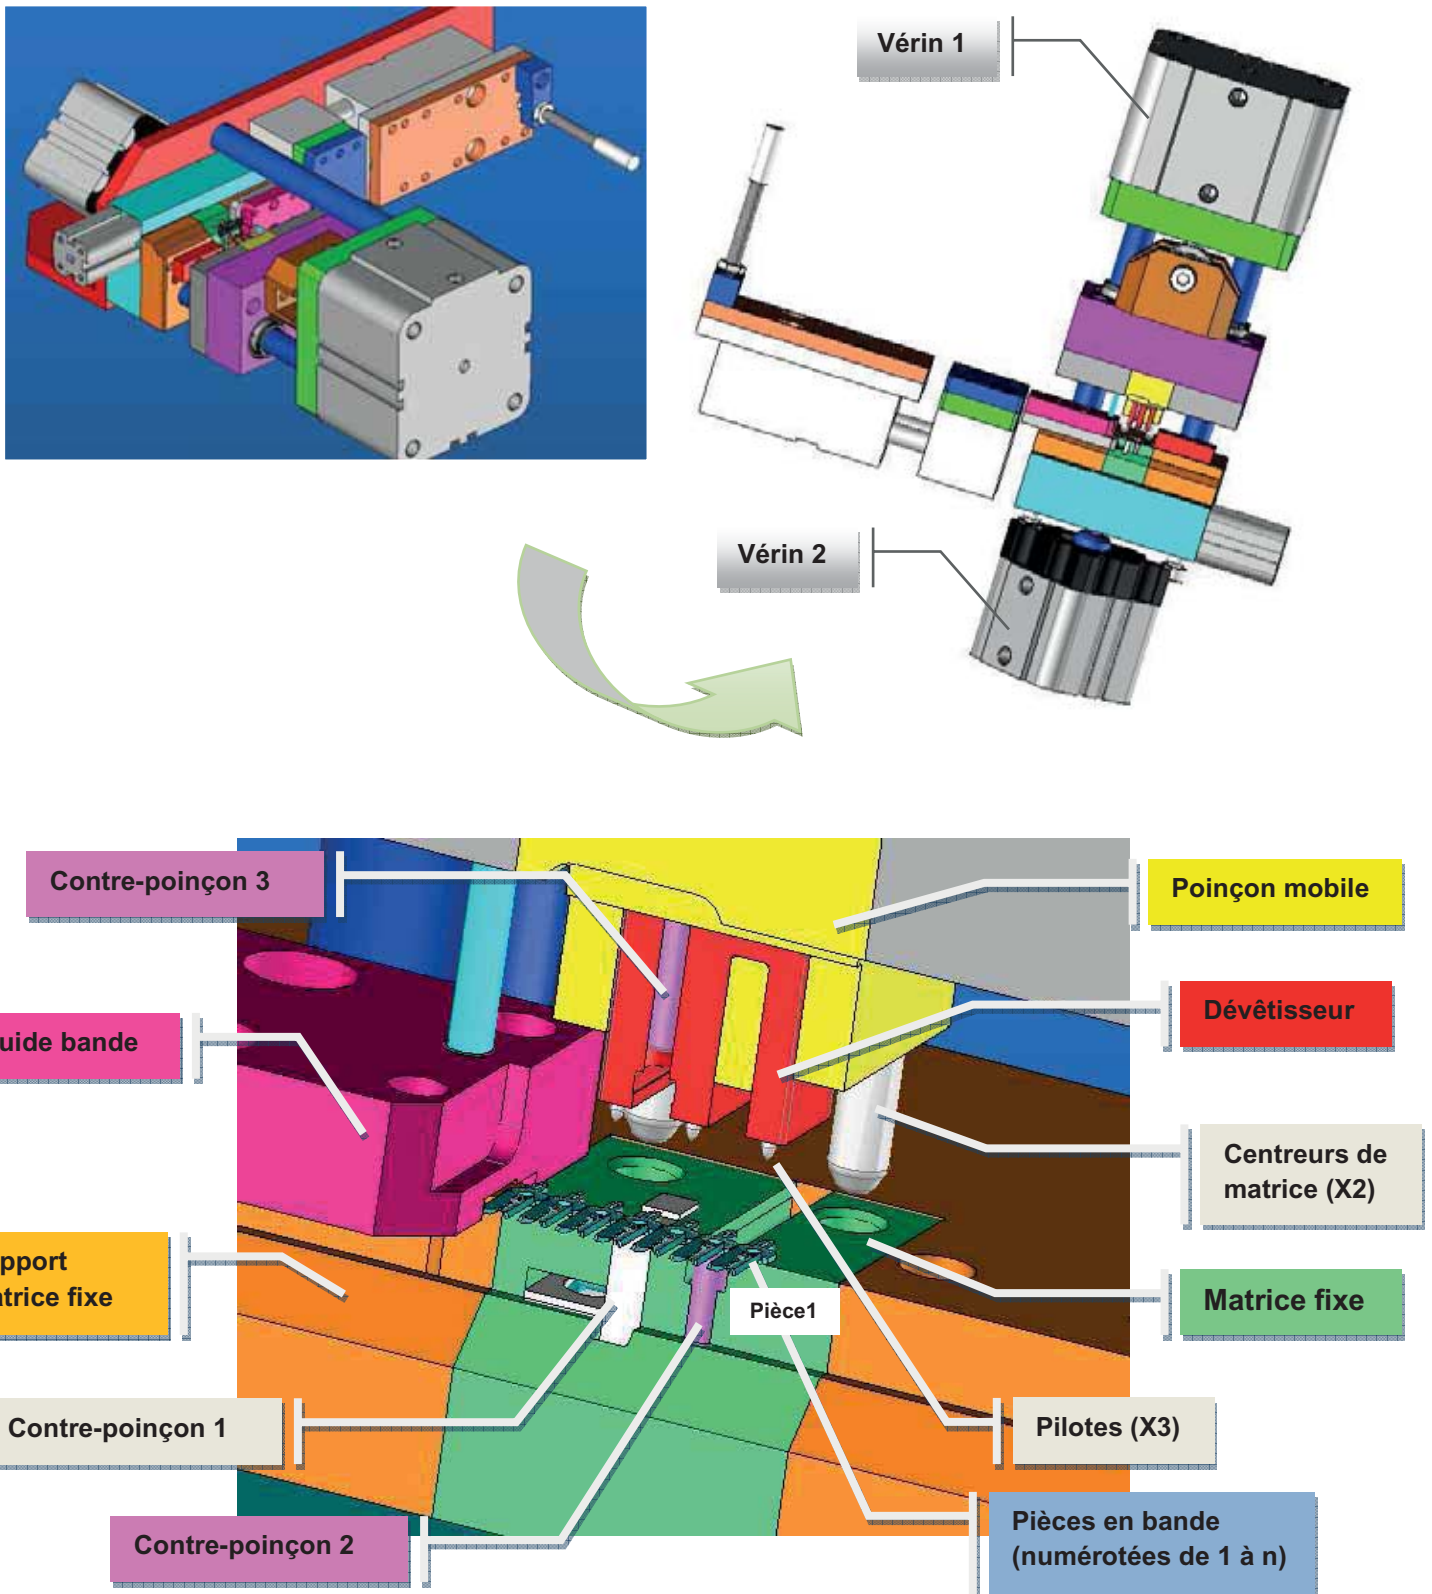 Vérin 1
Vérin 2
Contre-poinçon 3
Poinçon mobile
Dévêtisseur
uide bande
Centreurs de
matrice (X2)
pport
atrice fixe
Pièce1
Matrice fixe
Contre-poinçon 1
Pilotes (X3)
Contre-poinçon 2
Pièces en bande
(numérotées de 1 à n)